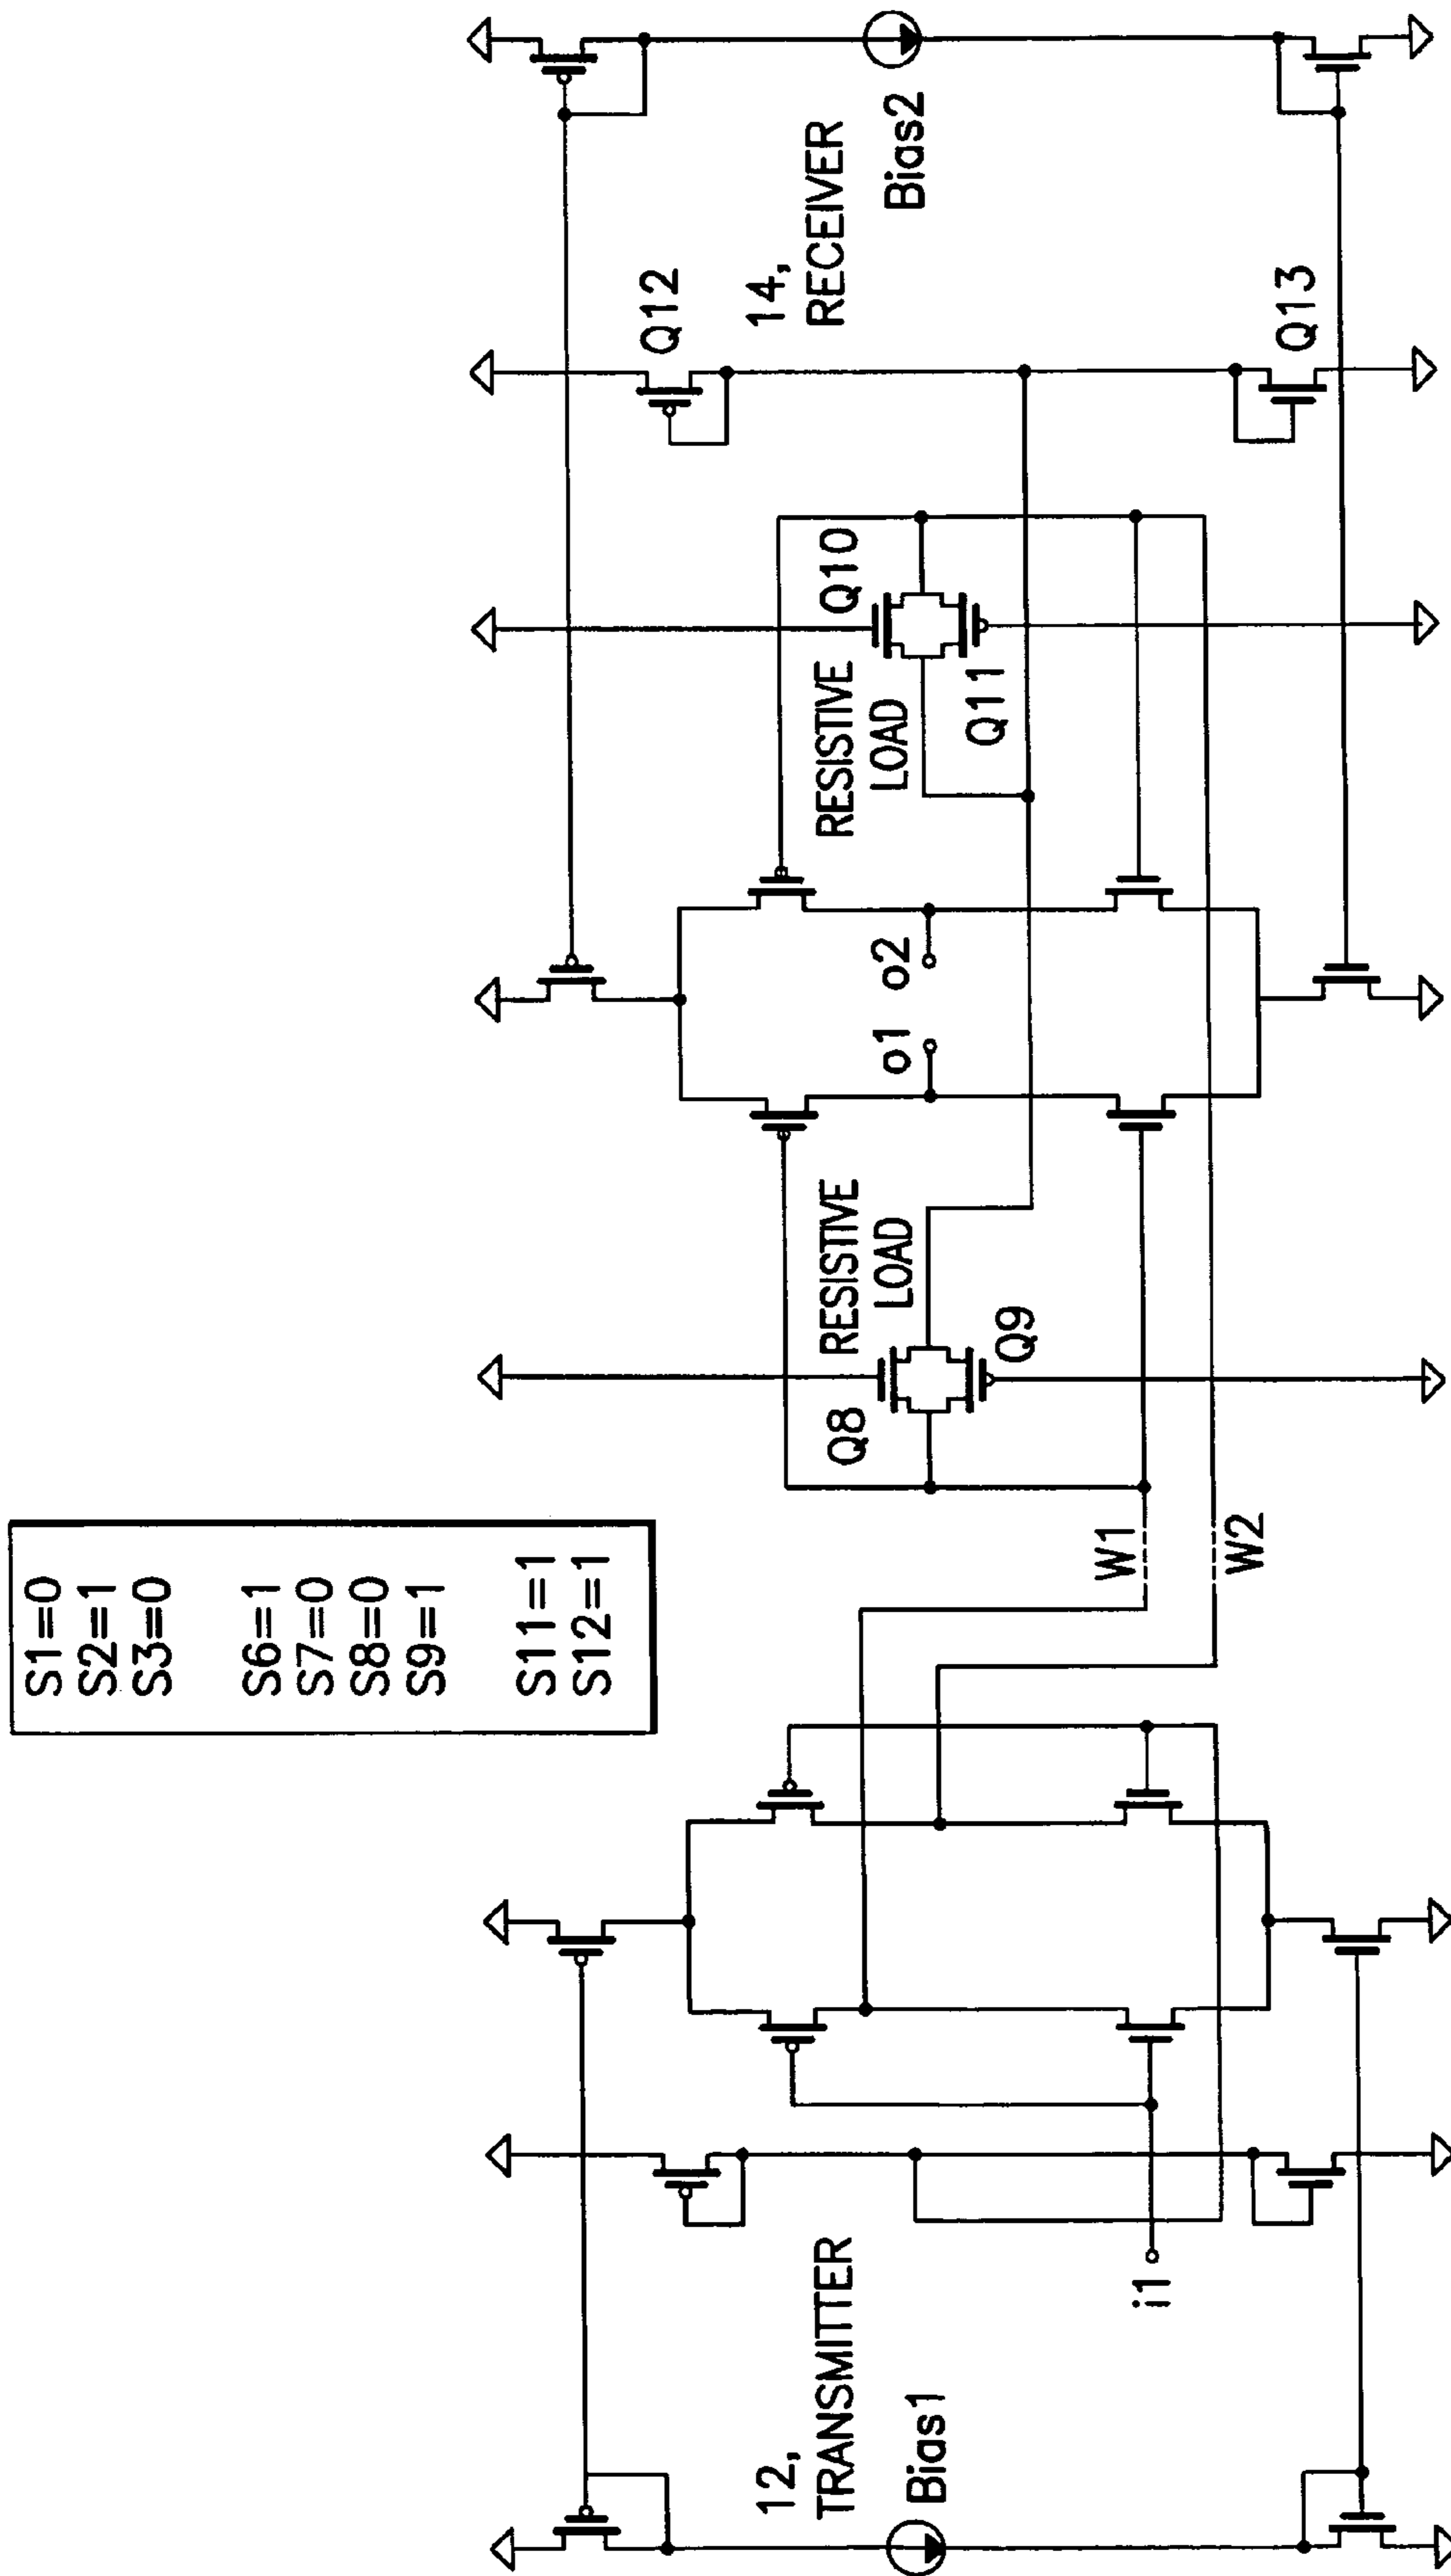 S1=0
S2=1
S3=0
S6=1
S7=0
S8=0
S9=1
S11=1
S12=1
12,
TRANSMITTER
Bias1
i1
W1
W2
Q8
RESISTIVE
LOAD
Q9
o1
o2
RESISTIVE
LOAD
Q10
Q11
Q12
14,
RECEIVER
Q13
Bias2